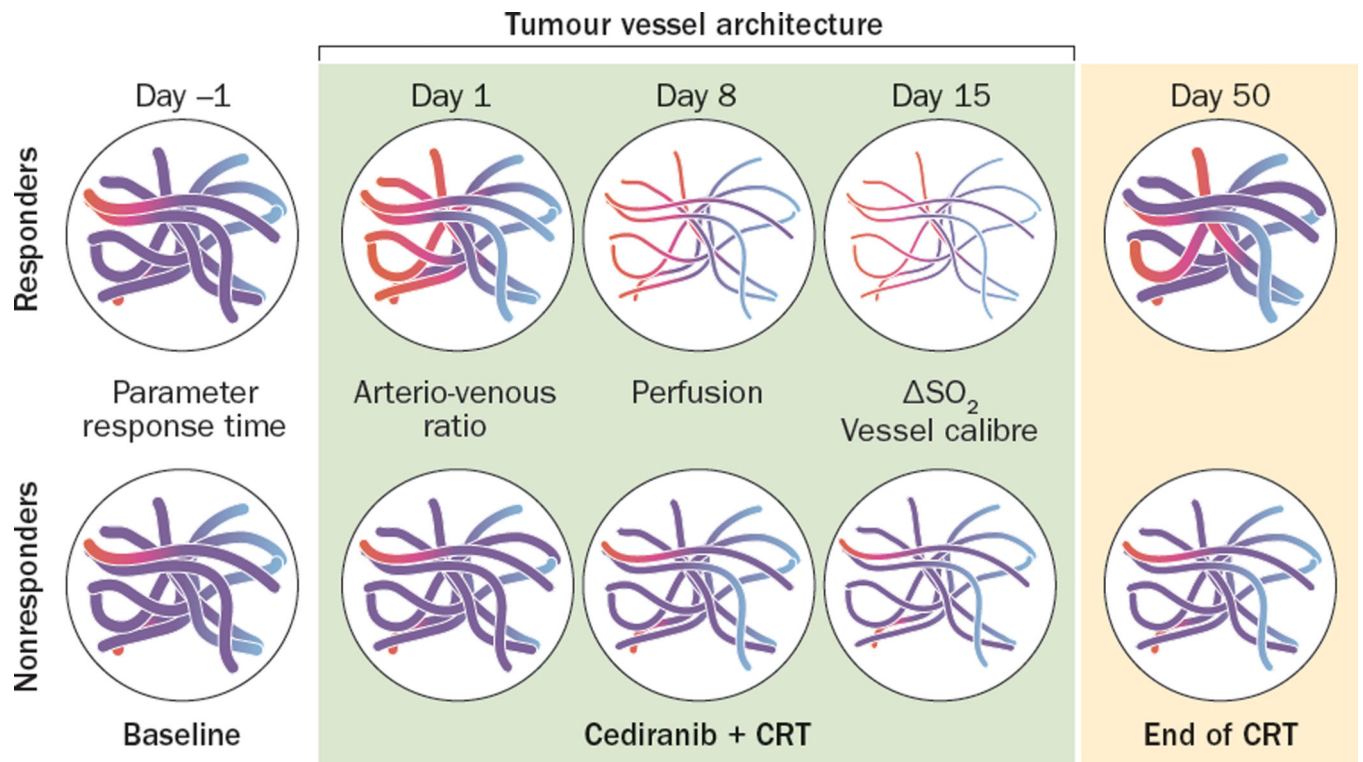 Tumour vessel architecture
Day –1
Day 1
Day 8
Day 15
Day 50
Responders
Parameter
response time
Arterio-venous
ratio
Perfusion
ΔSO₂
Vessel calibre
Nonresponders
Baseline
Cediranib + CRT
End of CRT